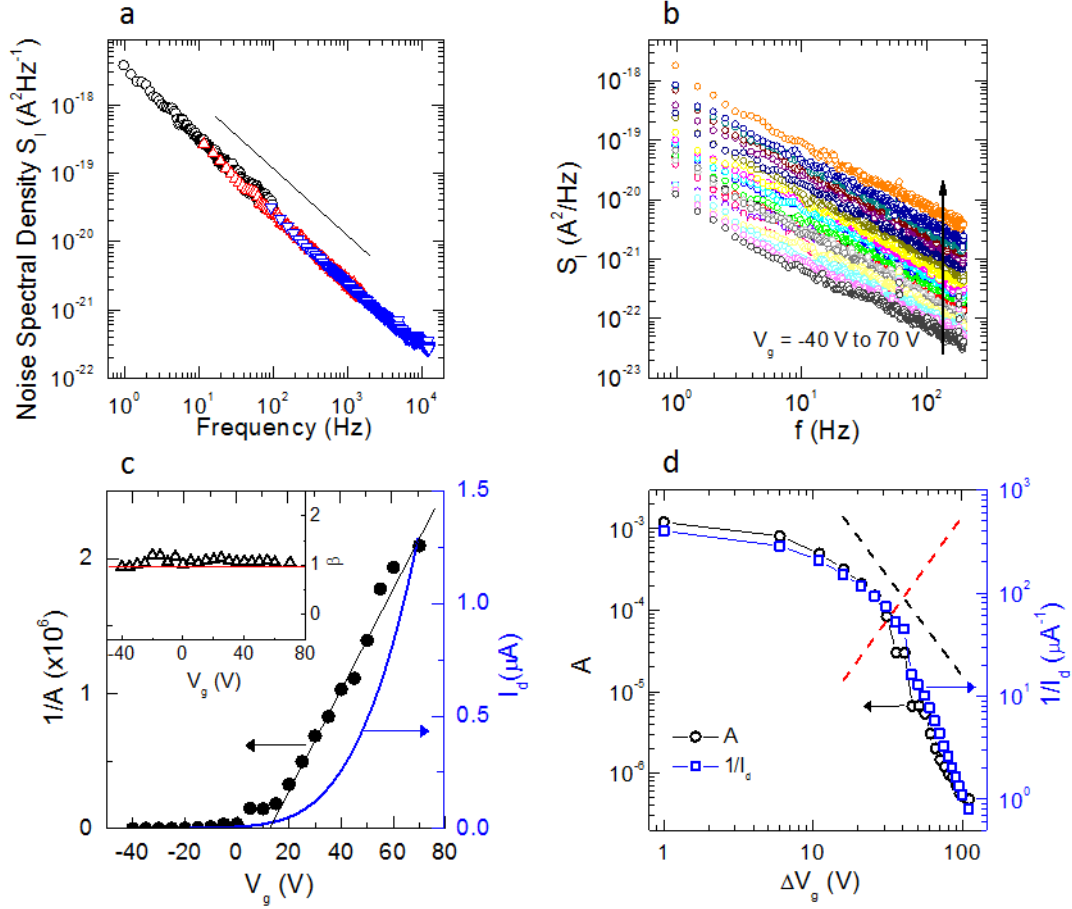 a
10⁻¹⁸
10⁻¹⁹
10⁻²⁰
10⁻²¹
10⁻²²
10⁰ 10¹ 10² 10³ 10⁴
Noise Spectral Density S_I (A²Hz⁻¹)
Frequency (Hz)
b
10⁻¹⁸
10⁻¹⁹
10⁻²⁰
10⁻²¹
10⁻²²
10⁻²³
10⁰ 10¹ 10²
S_I (A²/Hz)
V_g = -40 V to 70 V
f (Hz)
c
2
1
0
1/A (x10⁶)
-40 -20 0 20 40 60 80
V_g (V)
1.5
1.0
0.5
0.0
I_d (μA)
2
1
0
β
-40 0 40 80
V_g (V)
d
10⁻³
10⁻⁴
10⁻⁵
10⁻⁶
A
10³
10²
10¹
10⁰
1/I_d (μA⁻¹)
A
1/I_d
1 10 100
ΔV_g (V)